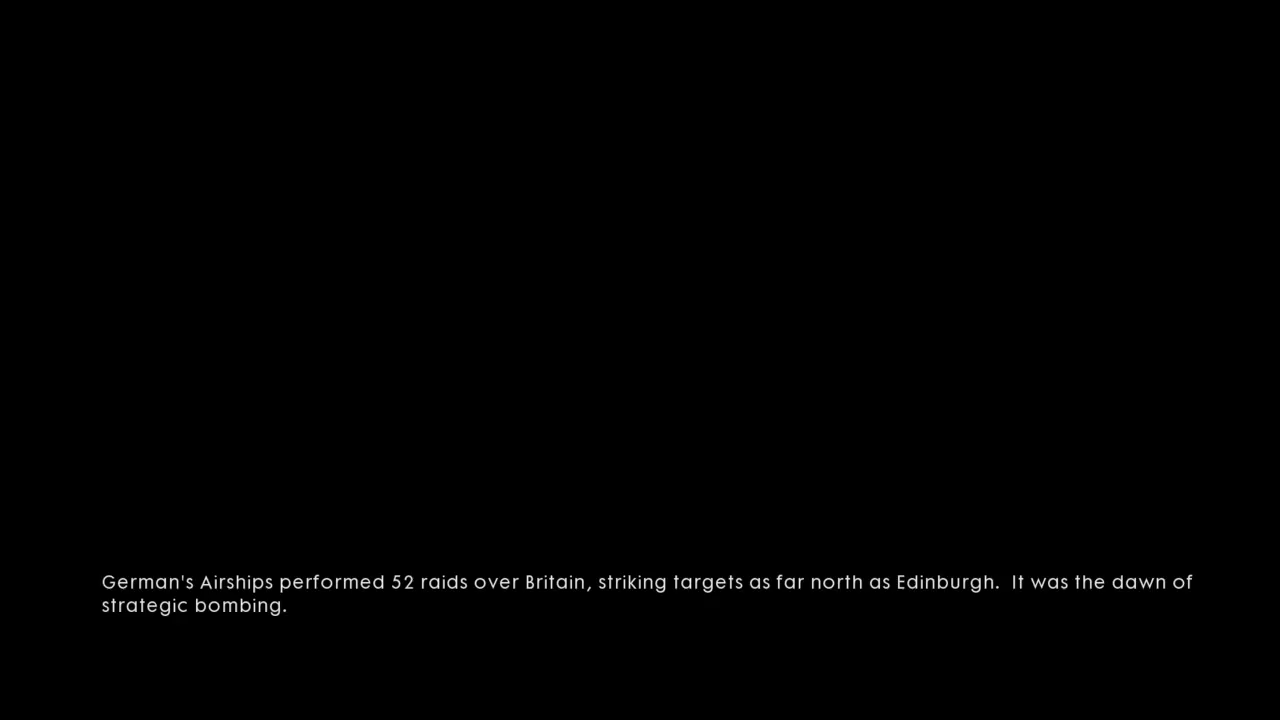 German's Airships performed 52 raids over Britain, striking targets as far north as Edinburgh.  It was the dawn of
strategic bombing.